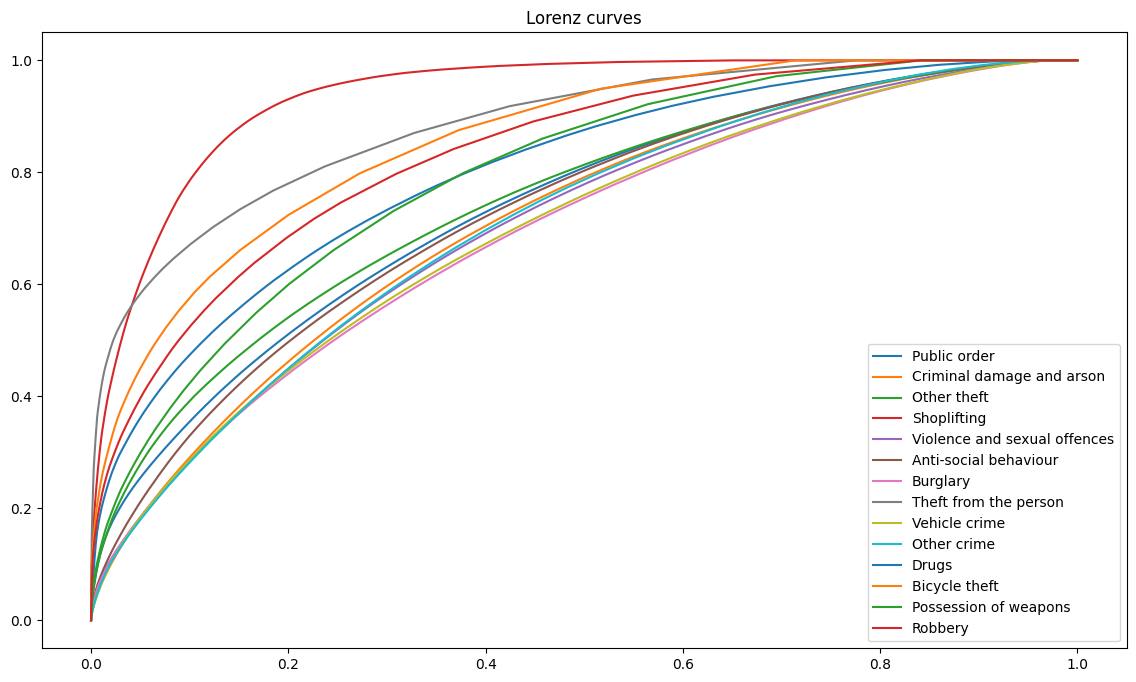 Lorenz curves
1.0
0.8
0.6
0.4
0.2
0.0
0.0 0.2 0.4 0.6 0.8 1.0
Public order
Criminal damage and arson
Other theft
Shoplifting
Violence and sexual offences
Anti-social behaviour
Burglary
Theft from the person
Vehicle crime
Other crime
Drugs
Bicycle theft
Possession of weapons
Robbery